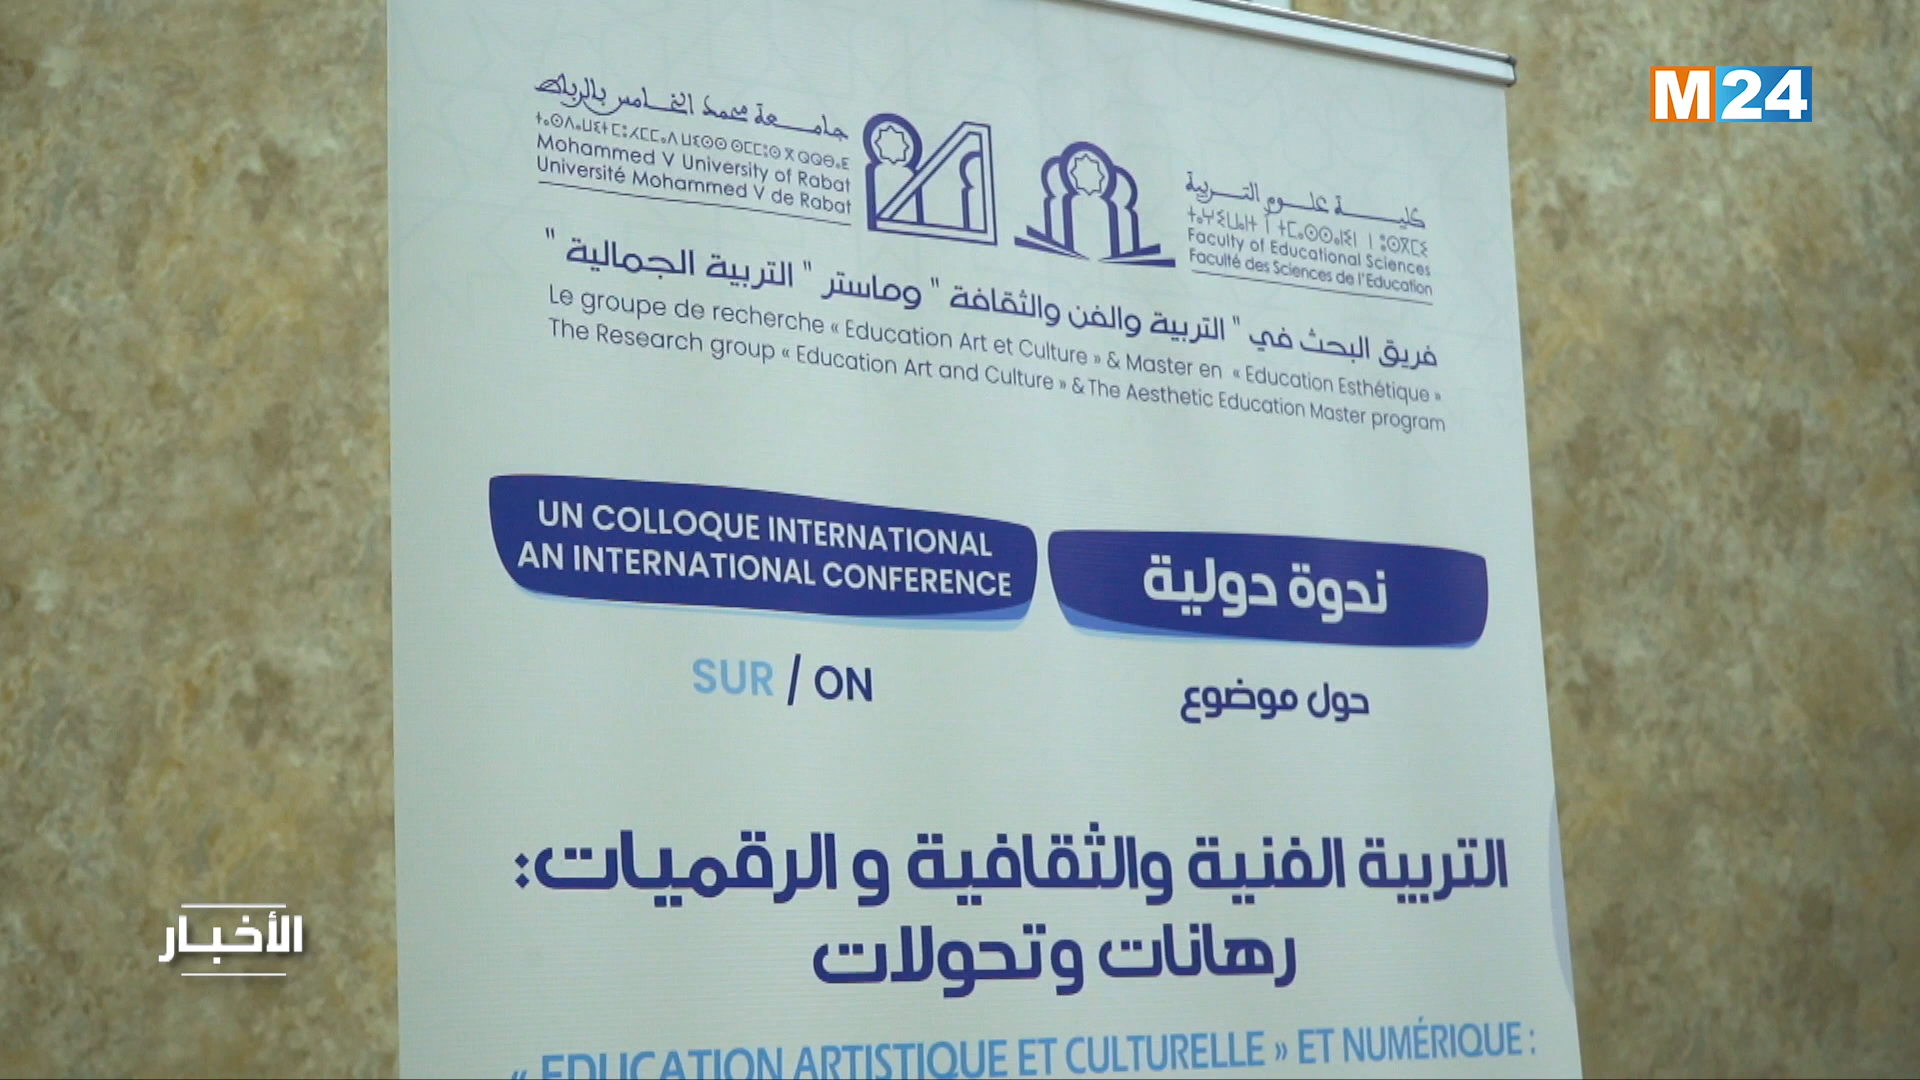 M24
جامعة محمد الخامس بالرباط
Mohammed V University of Rabat
Université Mohammed V de Rabat
كلية علوم التربية
Faculty of Educational Sciences
Faculté des Sciences de l'Education
فريق البحث في " التربية والفن والثقافة " وماستر " التربية الجمالية "
Le groupe de recherche « Education Art et Culture » & Master en « Education Esthétique »
The Research group « Education Art and Culture » & The Aesthetic Education Master program
UN COLLOQUE INTERNATIONAL
AN INTERNATIONAL CONFERENCE
ندوة دولية
SUR / ON
حول موضوع
التربية الفنية والثقافية و الرقميات:
رهانات وتحولات
« EDUCATION ARTISTIQUE ET CULTURELLE » ET NUMÉRIQUE :
الأخبار